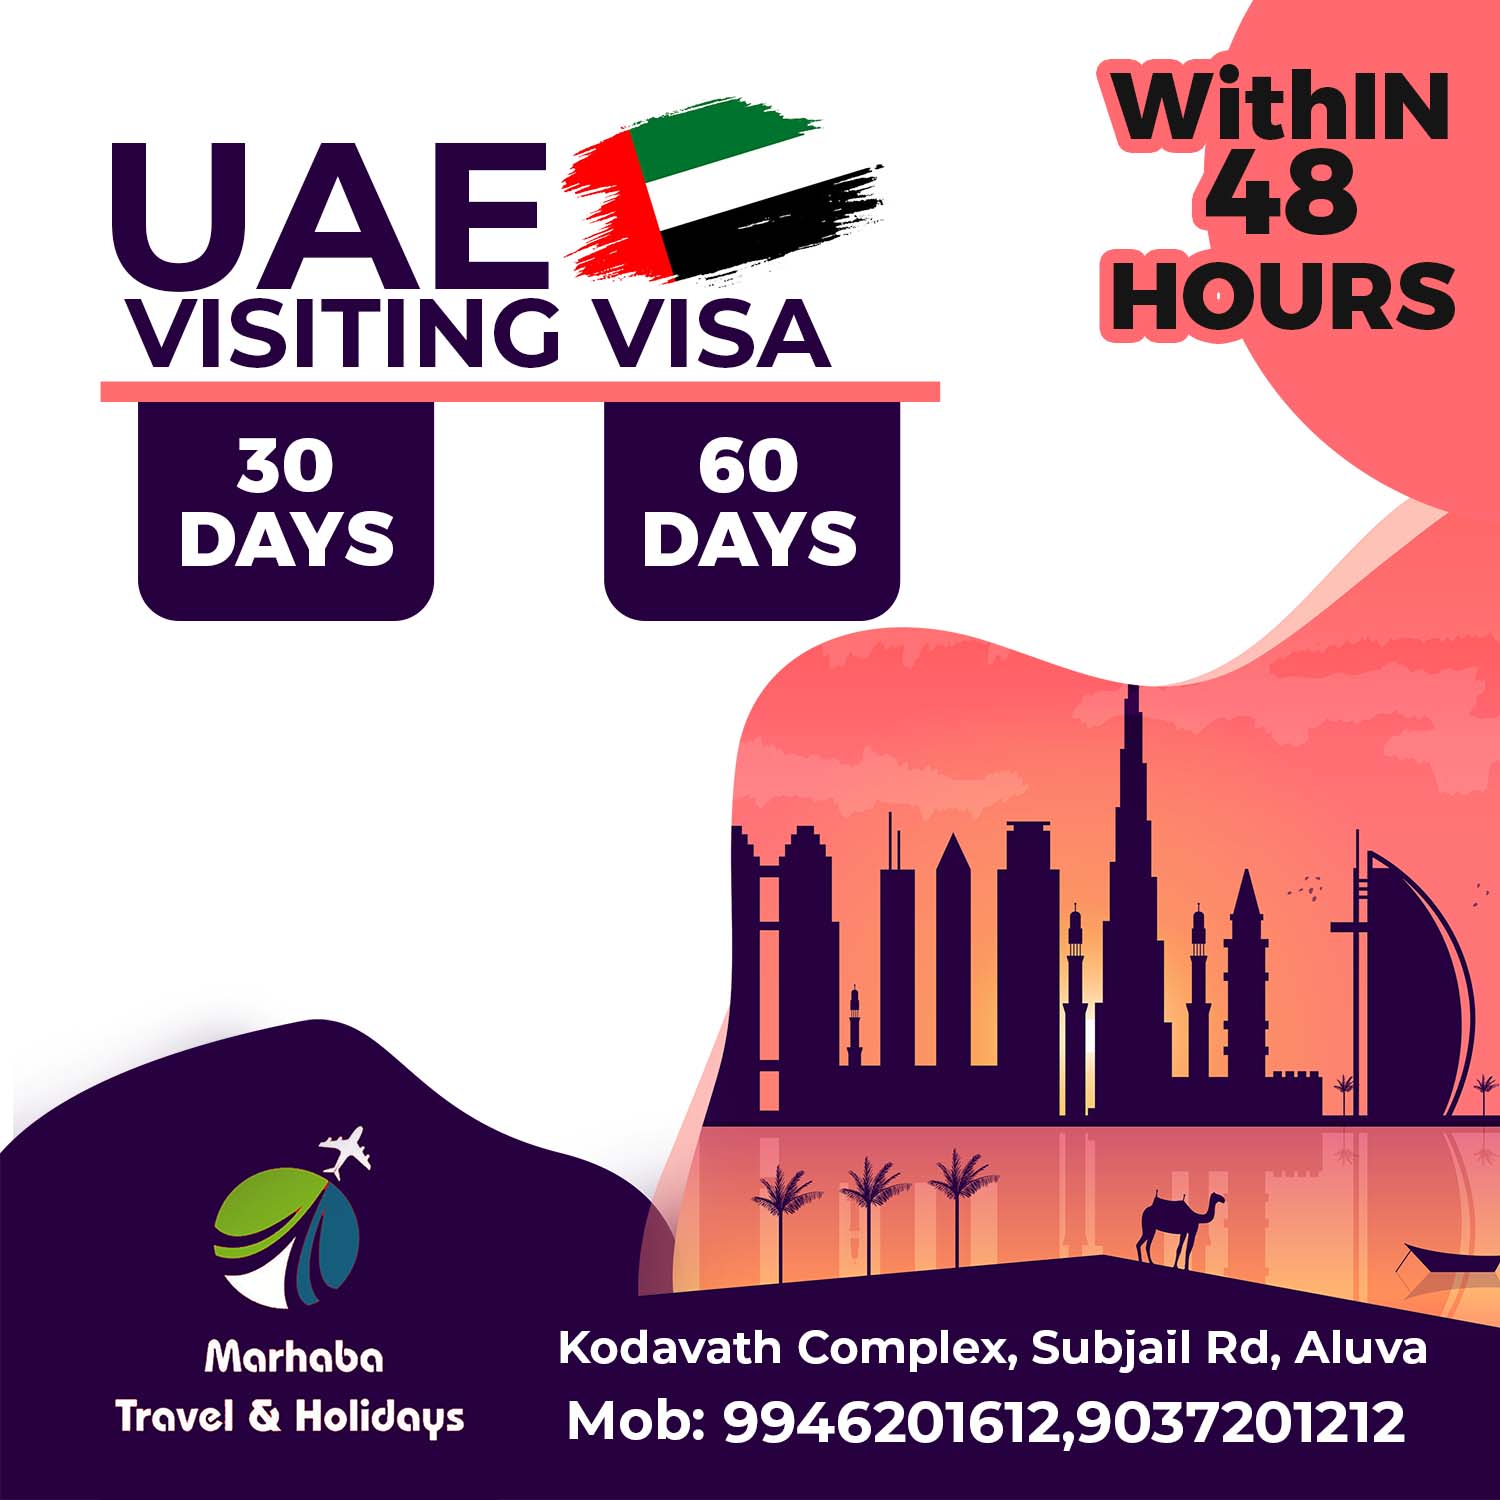 UAE
VISITING VISA
30
DAYS
60
DAYS
WithIN
48
HOURS
Marhaba
Travel & Holidays
Kodavath Complex, Subjail Rd, Aluva
Mob: 9946201612,9037201212